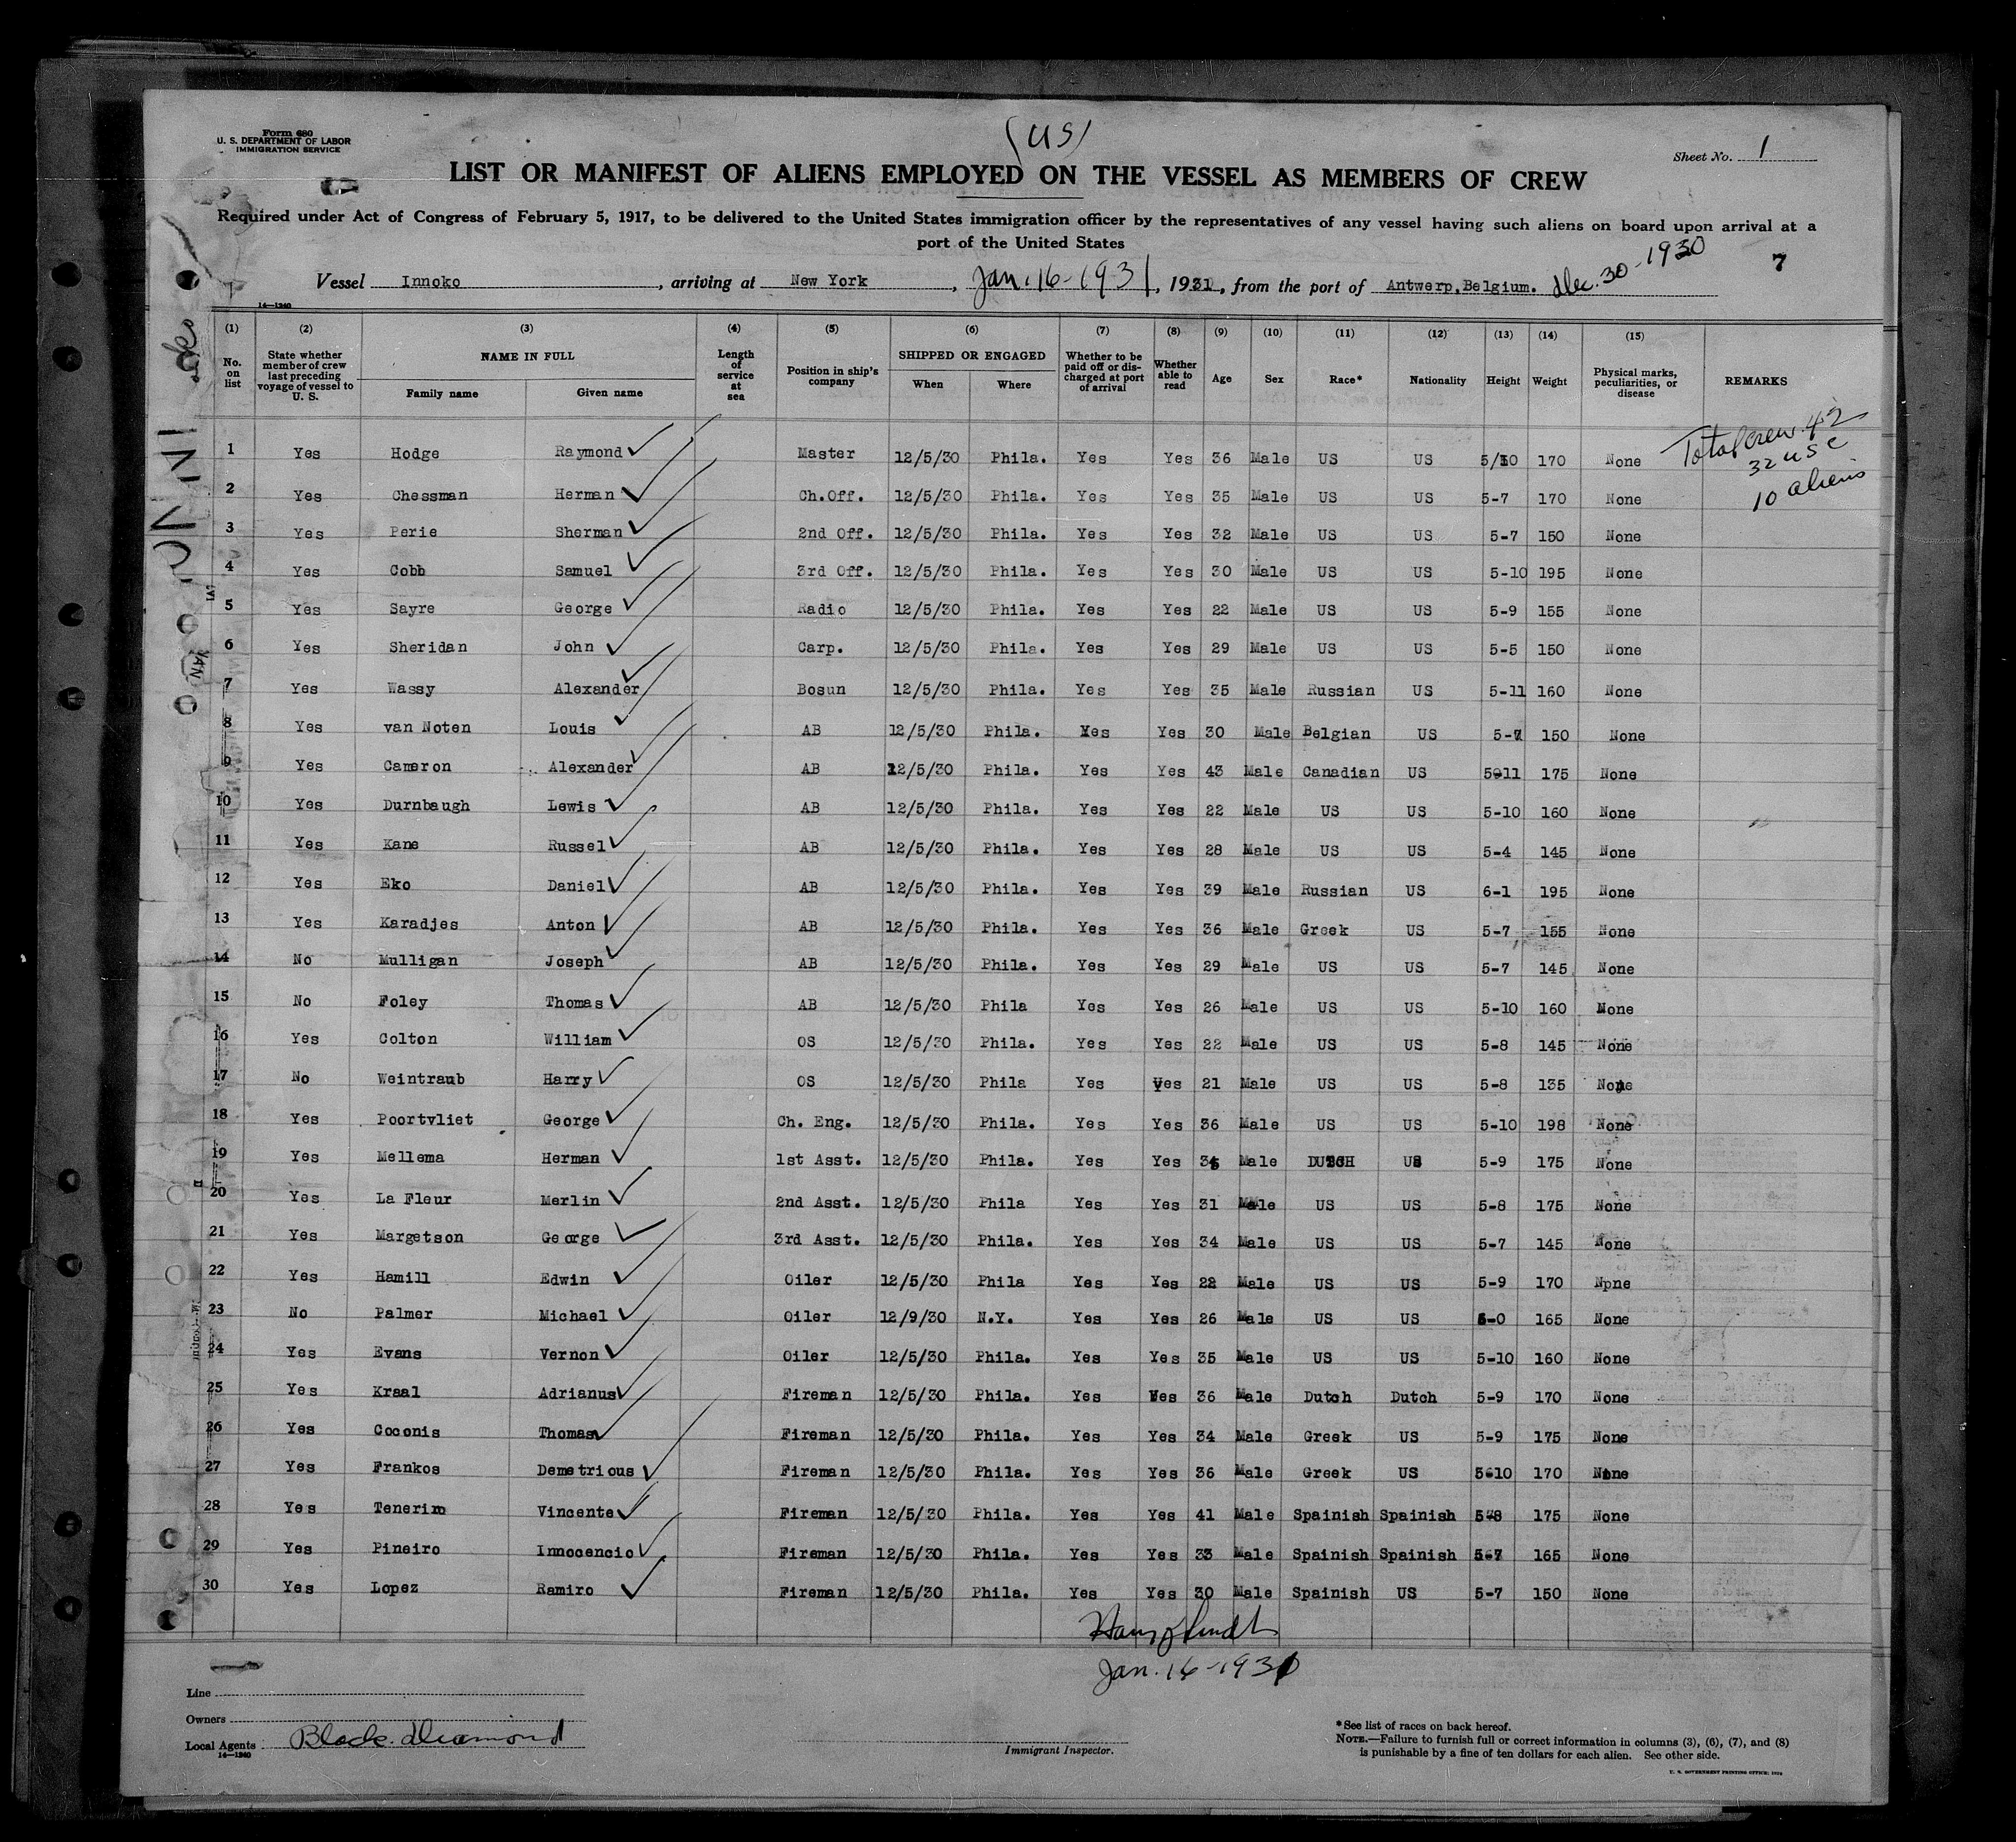 Form 680
U. S. DEPARTMENT OF LABOR
IMMIGRATION SERVICE
(US)
Sheet No. 1
LIST OR MANIFEST OF ALIENS EMPLOYED ON THE VESSEL AS MEMBERS OF CREW
Required under Act of Congress of February 5, 1917, to be delivered to the United States immigration officer by the representatives of any vessel having such aliens on board upon arrival at a
port of the United States
Vessel Innoko, arriving at New York, Jan. 16-1931, 1931, from the port of Antwerp, Belgium. Dec. 30-1930
7
14—1240
(1) (2) (3) (4) (5) (6) (7) (8) (9) (10) (11) (12) (13) (14) (15)
No. on list State whether member of crew last preceding voyage of vessel to U. S. NAME IN FULL Family name Given name Length of service at sea Position in ship's company SHIPPED OR ENGAGED When Where Whether to be paid off or discharged at port of arrival Whether able to read Age Sex Race* Nationality Height Weight Physical marks, peculiarities, or disease REMARKS
Total crew 42
32 USC
10 aliens
1 Yes Hodge Raymond Master 12/5/30 Phila. Yes Yes 36 Male US US 5/10 170 None
2 Yes Chessman Herman Ch.Off. 12/5/30 Phila. Yes Yes 35 Male US US 5-7 170 None
3 Yes Perie Sherman 2nd Off. 12/5/30 Phila. Yes Yes 32 Male US US 5-7 150 None
4 Yes Cobb Samuel 3rd Off. 12/5/30 Phila. Yes Yes 30 Male US US 5-10 195 None
5 Yes Sayre George Radio 12/5/30 Phila. Yes Yes 22 Male US US 5-9 155 None
6 Yes Sheridan John Carp. 12/5/30 Phila. Yes Yes 29 Male US US 5-5 150 None
7 Yes Wassy Alexander Bosun 12/5/30 Phila. Yes Yes 35 Male Russian US 5-11 160 None
8 Yes van Noten Louis AB 12/5/30 Phila. Yes Yes 30 Male Belgian US 5-7 150 None
9 Yes Cameron Alexander AB 12/5/30 Phila. Yes Yes 43 Male Canadian US 5-11 175 None
10 Yes Durnbaugh Lewis AB 12/5/30 Phila. Yes Yes 22 Male US US 5-10 160 None
11 Yes Kane Russel AB 12/5/30 Phila. Yes Yes 28 Male US US 5-4 145 None
12 Yes Eko Daniel AB 12/5/30 Phila. Yes Yes 39 Male Russian US 6-1 195 None
13 Yes Karadjes Anton AB 12/5/30 Phila. Yes Yes 36 Male Greek US 5-7 155 None
14 No Mulligan Joseph AB 12/5/30 Phila. Yes Yes 29 Male US US 5-7 145 None
15 No Foley Thomas AB 12/5/30 Phila Yes Yes 26 Male US US 5-10 160 None
16 Yes Colton William OS 12/5/30 Phila. Yes Yes 22 Male US US 5-8 145 None
17 No Weintraub Harry OS 12/5/30 Phila Yes Yes 21 Male US US 5-8 135 None
18 Yes Poortvliet George Ch. Eng. 12/5/30 Phila. Yes Yes 36 Male US US 5-10 198 None
19 Yes Mellema Herman 1st Asst. 12/5/30 Phila. Yes Yes Male DUTCH US 5-9 175 None
20 Yes La Fleur Merlin 2nd Asst. 12/5/30 Phila Yes Yes 31 Male US US 5-8 175 None
21 Yes Margetson George 3rd Asst. 12/5/30 Phila. Yes Yes 34 Male US US 5-7 145 None
22 Yes Hamill Edwin Oiler 12/5/30 Phila Yes Yes 22 Male US US 5-9 170 None
23 No Palmer Michael Oiler 12/9/30 N.Y. Yes Yes 26 Male US US 6-0 165 None
24 Yes Evans Vernon Oiler 12/5/30 Phila. Yes Yes 35 Male US US 5-10 160 None
25 Yes Kraal Adrianus Fireman 12/5/30 Phila. Yes Yes 36 Male Dutch Dutch 5-9 170 None
26 Yes Coconis Thomas Fireman 12/5/30 Phila. Yes Yes 34 Male Greek US 5-9 175 None
27 Yes Frankos Demetrious Fireman 12/5/30 Phila. Yes Yes 36 Male Greek US 5-10 170 None
28 Yes Teneriro Vincente Fireman 12/5/30 Phila. Yes Yes 41 Male Spainish Spainish 5-8 175 None
29 Yes Pineiro Innocencio Fireman 12/5/30 Phila. Yes Yes 33 Male Spainish Spainish 5-7 165 None
30 Yes Lopez Ramiro Fireman 12/5/30 Phila. Yes Yes 30 Male Spainish US 5-7 150 None
Jan. 16-1931
Line
Owners
Local Agents Black Diamond
14—1240
Immigrant Inspector.
*See list of races on back hereof.
NOTE.—Failure to furnish full or correct information in columns (3), (6), (7), and (8)
is punishable by a fine of ten dollars for each alien. See other side.